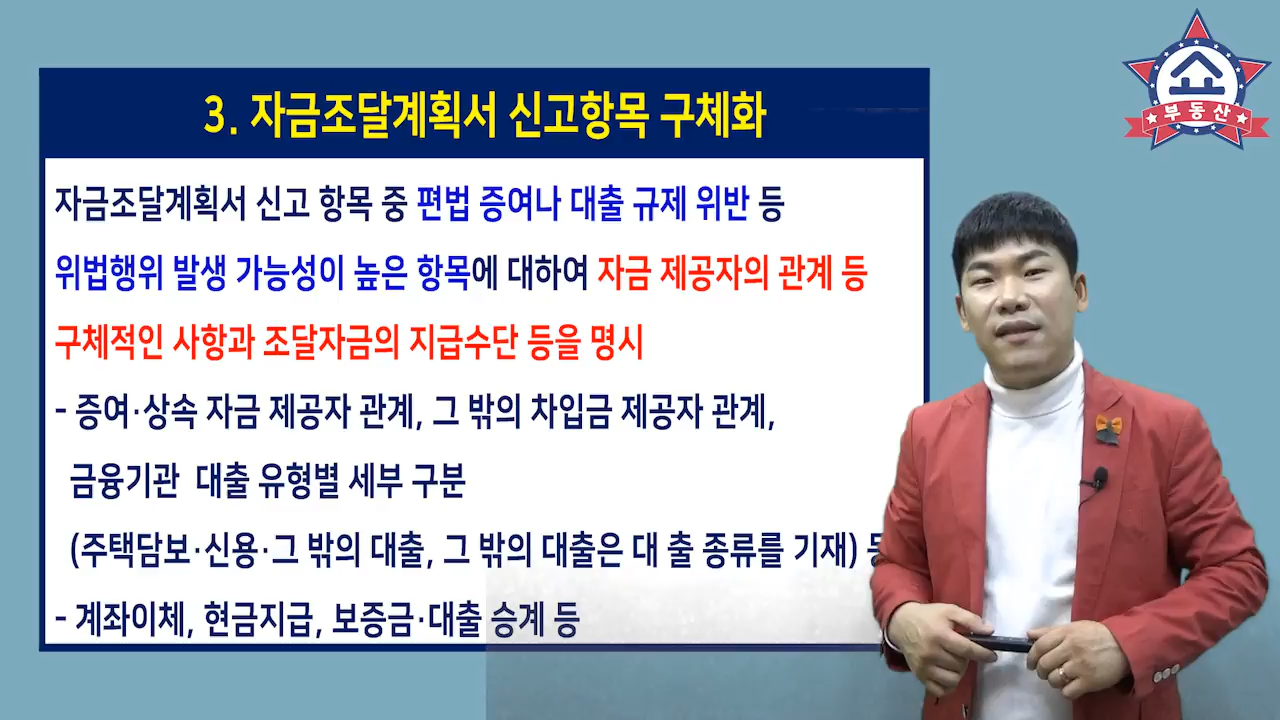 3. 자금조달계획서 신고항목 구체화
부동산
자금조달계획서 신고 항목 중 편법 증여나 대출 규제 위반 등
위법행위 발생 가능성이 높은 항목에 대하여 자금 제공자의 관계 등
구체적인 사항과 조달자금의 지급수단 등을 명시
- 증여·상속 자금 제공자 관계, 그 밖의 차입금 제공자 관계,
금융기관 대출 유형별 세부 구분
(주택담보·신용·그 밖의 대출, 그 밖의 대출은 대 출 종류를 기재)
- 계좌이체, 현금지급, 보증금·대출 승계 등